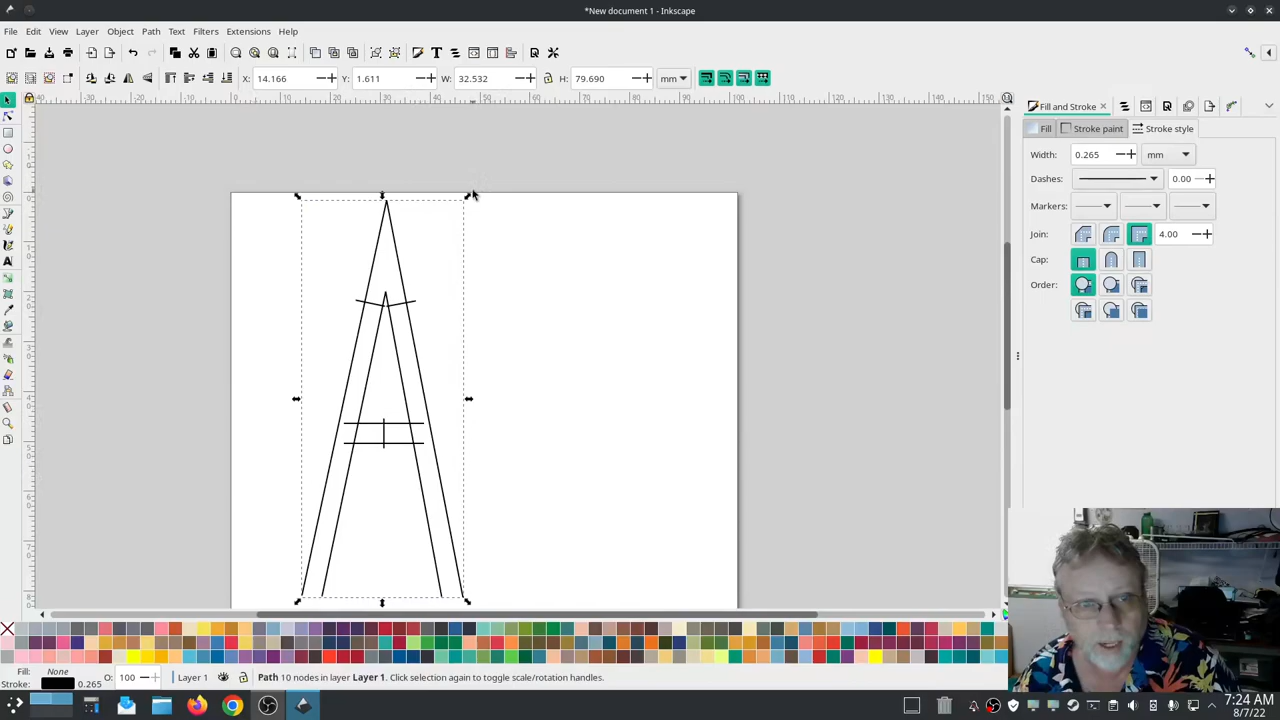 *New document 1 - Inkscape
File Edit View Layer Object Path Text Filters Extensions Help
X: 14.166 Y: 1.611 W: 32.532 H: 79.690 mm
Fill and Stroke
Fill Stroke paint Stroke style
Width: 0.265 mm
Dashes: 0.00
Markers:
Join: 4.00
Cap:
Order:
Fill: None
Stroke: 0.265 O: 100 Layer 1 Path 10 nodes in layer Layer 1. Click selection again to toggle scale/rotation handles.
7:24 AM
8/7/22